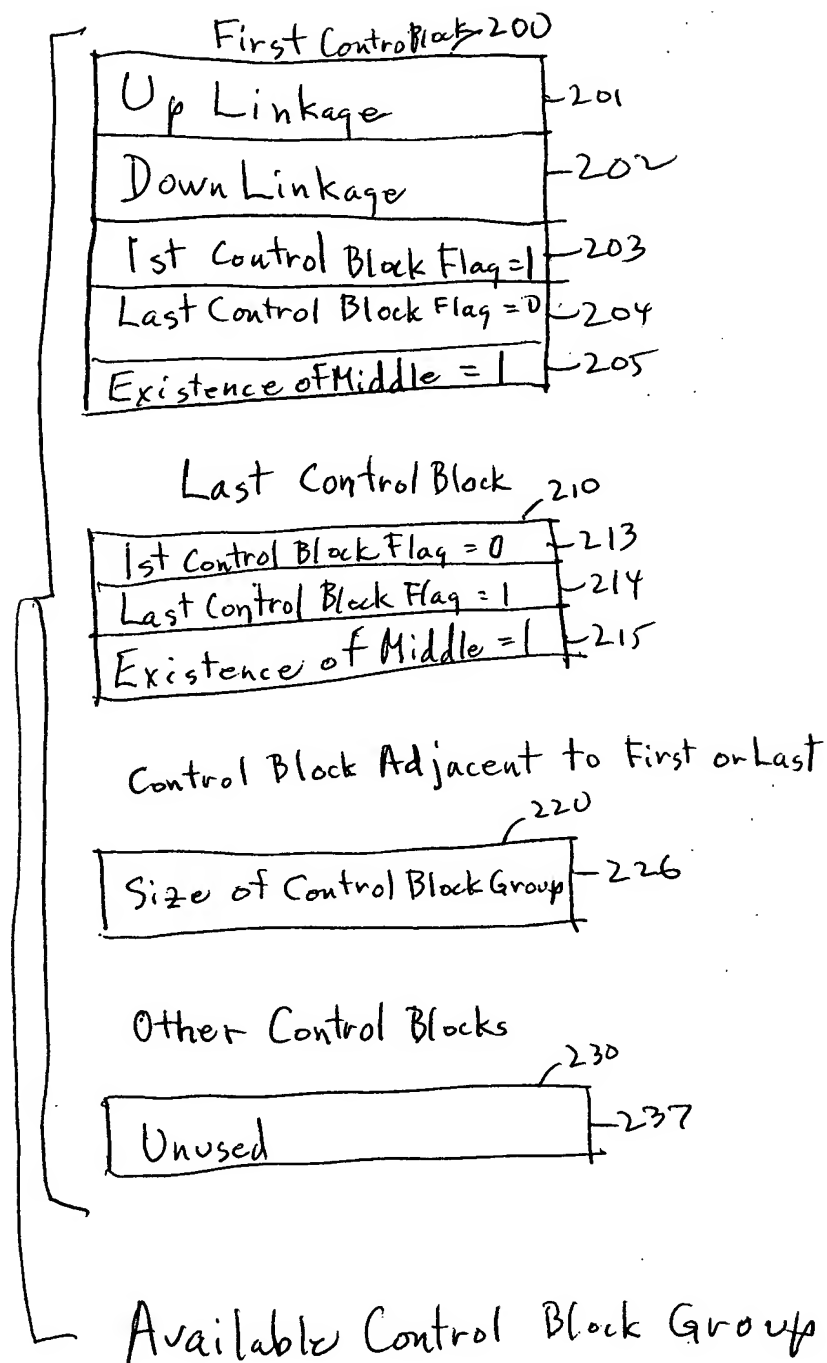 First Control Block 200
Up Linkage 201
Down Linkage 202
1st Control Block Flag = 1 203
Last Control Block Flag = 0 204
Existence of Middle = 1 205
Last Control Block
210
1st Control Block Flag = 0 213
Last Control Block Flag = 1 214
Existence of Middle = 1 215
Control Block Adjacent to First or Last
220
Size of Control Block Group 226
Other Control Blocks
230
Unused 237
Available Control Block Group